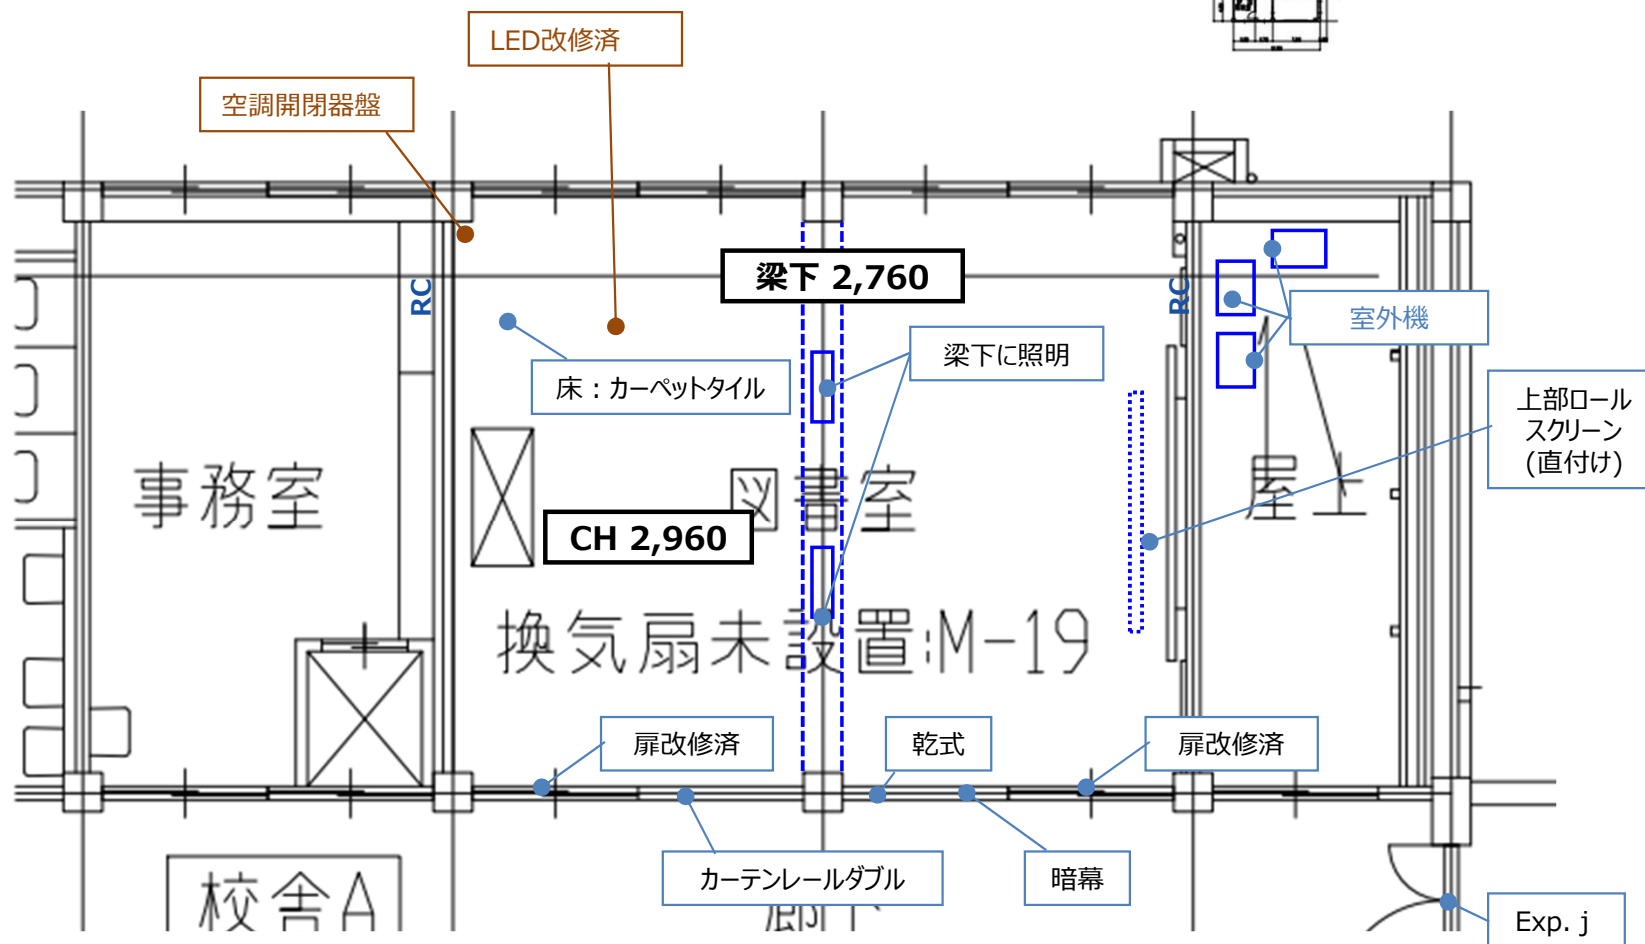 LED改修済
空調開閉器盤
梁下 2,760
RC
RC
室外機
梁下に照明
床：カーペットタイル
上部ロール
スクリーン
(直付け)
事務室
図書室
屋上
CH 2,960
換気扇未設置:M-19
扉改修済
乾式
扉改修済
カーテンレールダブル
暗幕
校舎A
廊下
Exp. j